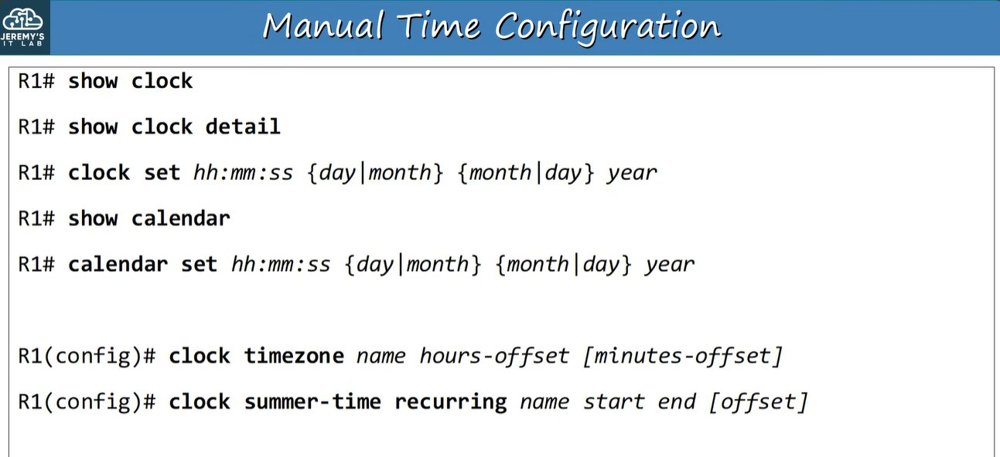 JEREMY'S
IT LAB
Manual Time Configuration
R1# show clock
R1# show clock detail
R1# clock set hh:mm:ss {day|month} {month|day} year
R1# show calendar
R1# calendar set hh:mm:ss {day|month} {month|day} year
R1(config)# clock timezone name hours-offset [minutes-offset]
R1(config)# clock summer-time recurring name start end [offset]